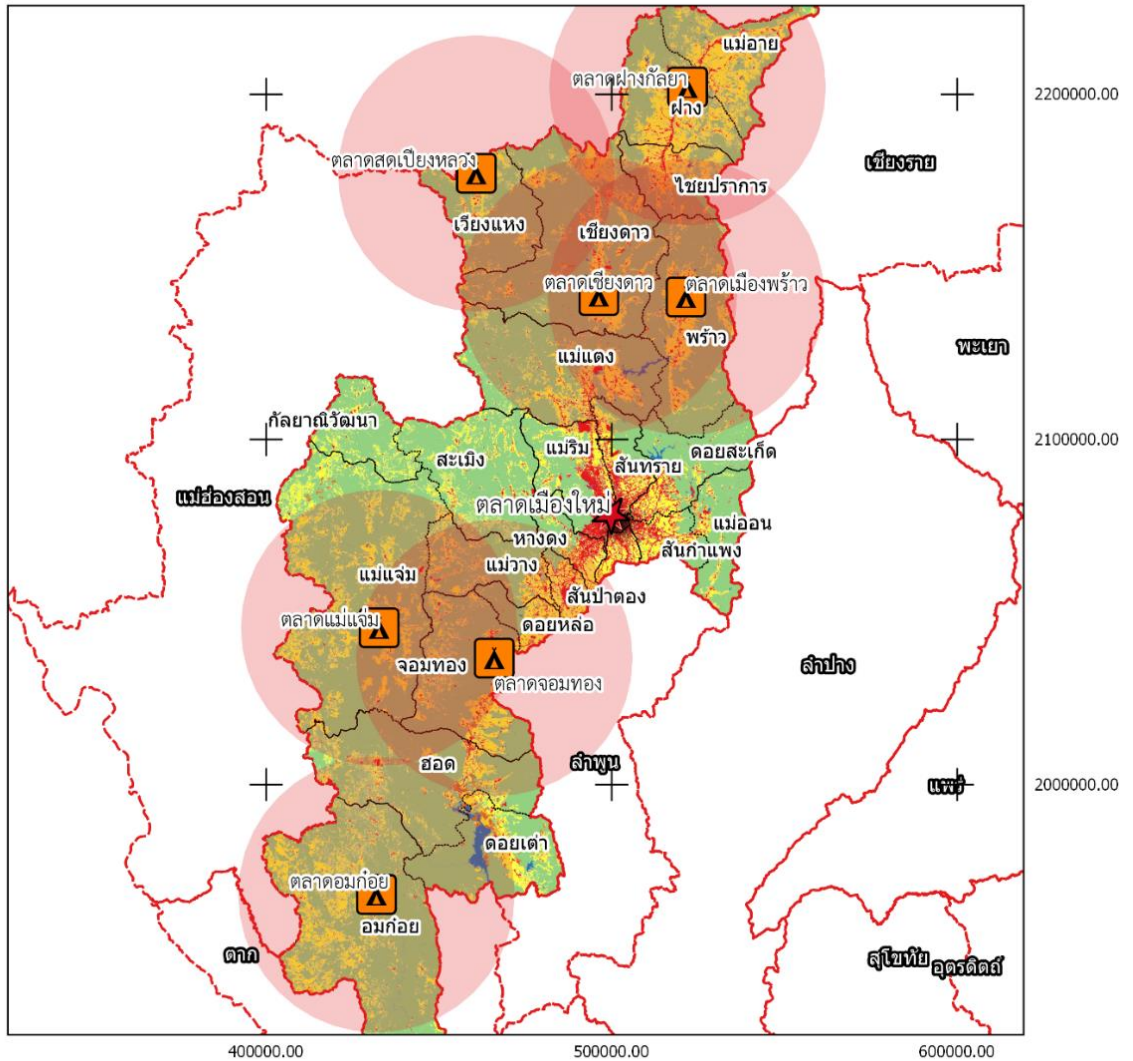 แม่อาย
ตลาดฝางกัลยา
2200000.00
ฝาง
เชียงราย
ตลาดสดเปียงหลวง
ไชยปราการ
เวียงแหง
เชียงดาว
ตลาดเชียงดาว
ตลาดเมืองพร้าว
พร้าว
พะเยา
แม่แตง
กัลยาณิวัฒนา
2100000.00
แม่ริม
ดอยสะเก็ด
สะเมิง
สันทราย
แม่ฮ่องสอน
ตลาดเมืองใหม่
แม่ออน
หางดง
สันกำแพง
แม่วาง
แม่แจ่ม
สันป่าตอง
ตลาดแม่แจ่ม
ดอยหล่อ
จอมทอง
ลำปาง
ตลาดจอมทอง
ฮอด
ลำพูน
แพร่
2000000.00
ดอยเต่า
ตลาดอมก๋อย
อมก๋อย
ตาก
สุโขทัย
อุตรดิตถ์
400000.00
500000.00
600000.00